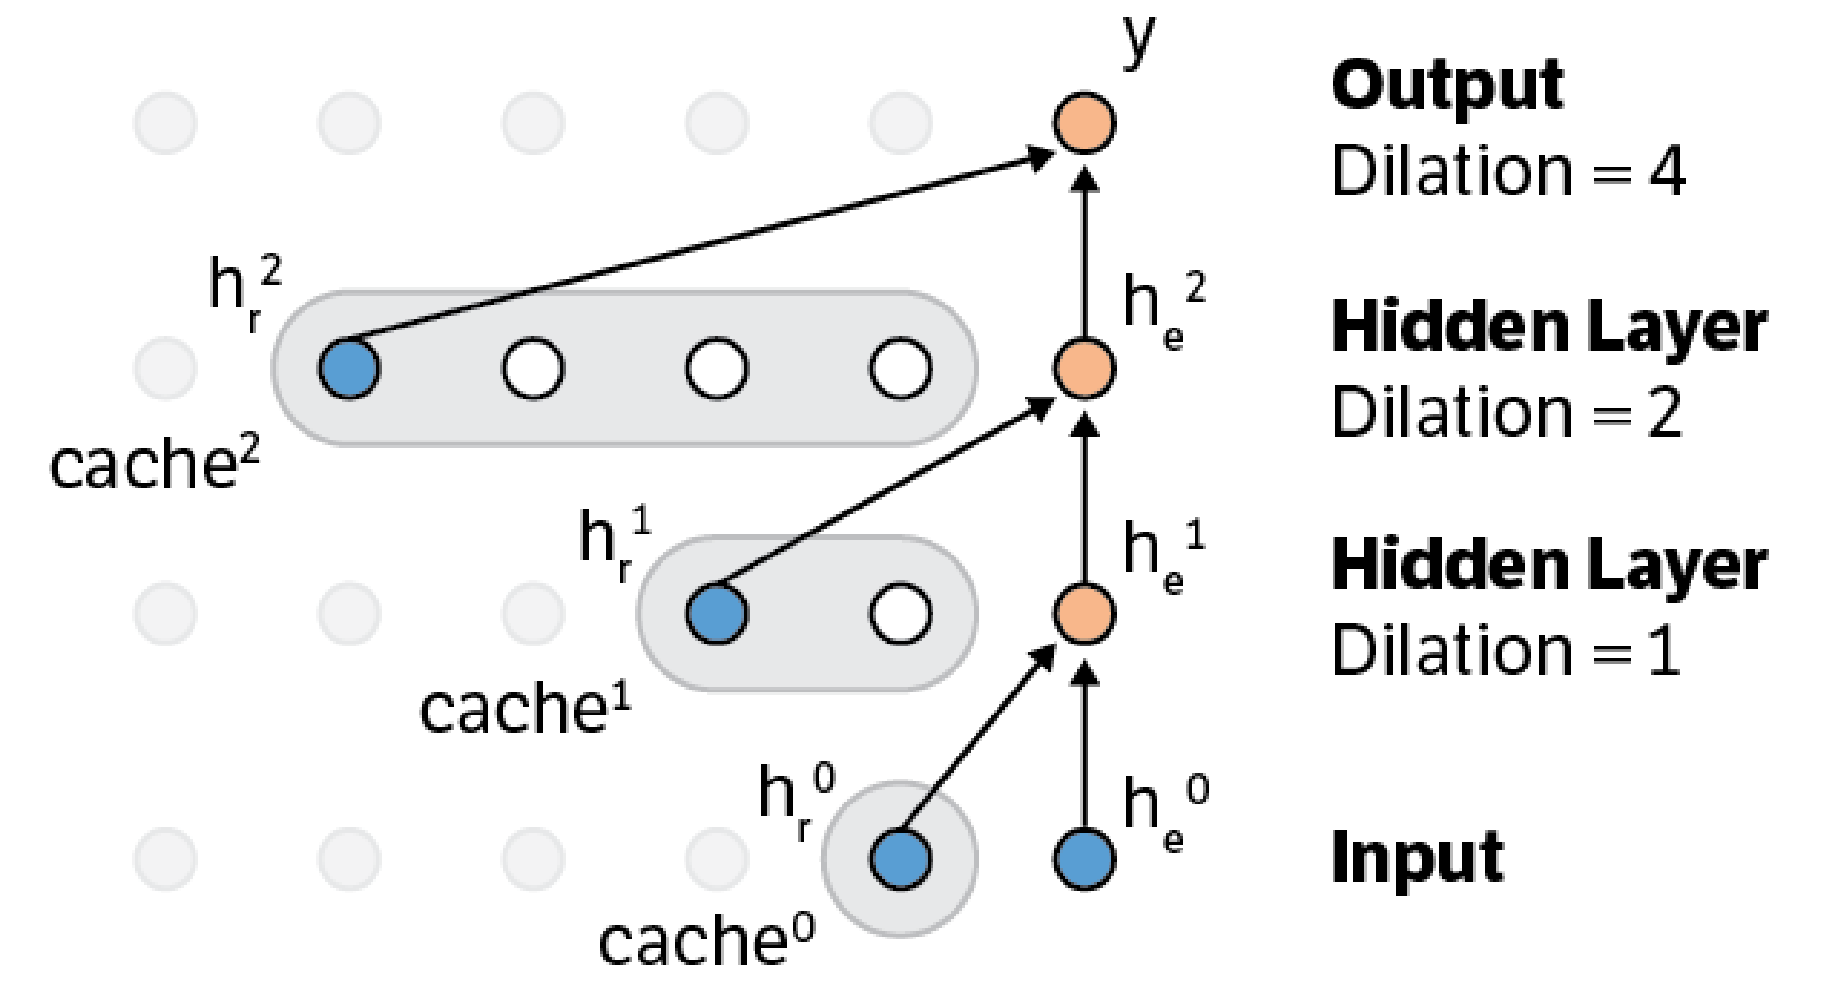 y
Output
Dilation = 4
h_r^2
h_e^2
Hidden Layer
Dilation = 2
cache^2
h_r^1
h_e^1
Hidden Layer
Dilation = 1
cache^1
h_r^0
h_e^0
Input
cache^0